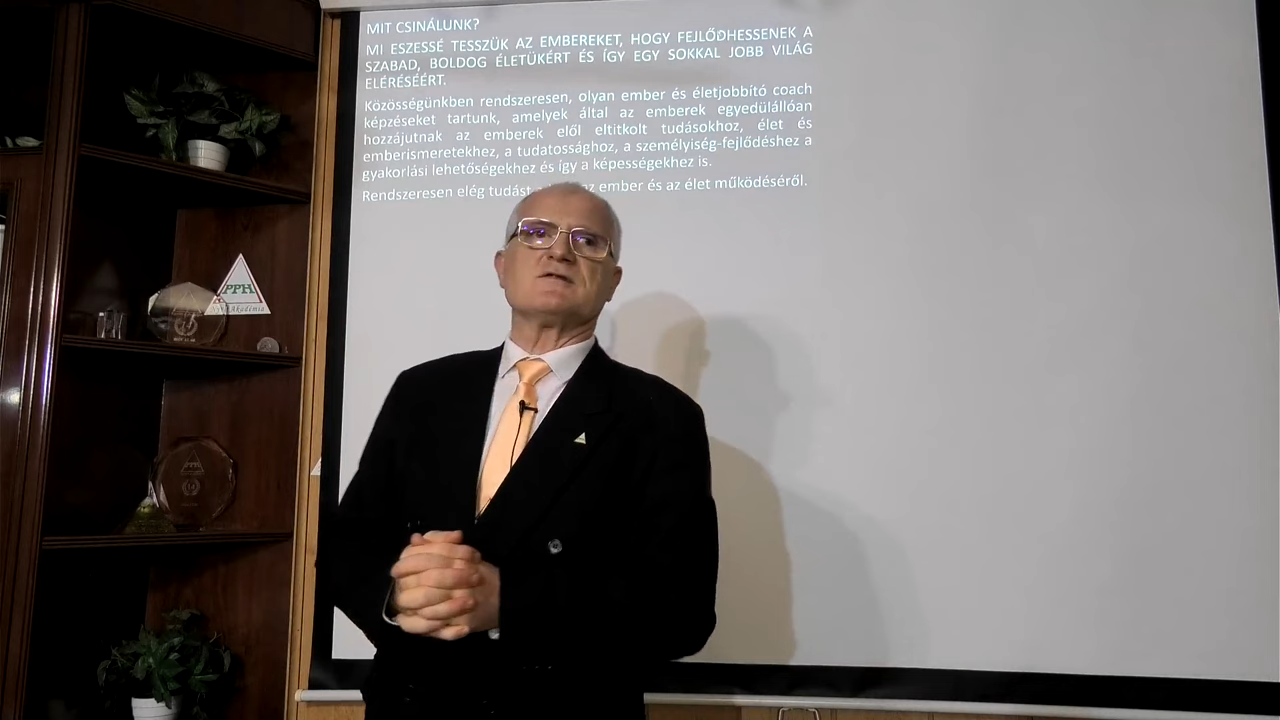 MIT CSINÁLUNK?
MI ESZESSÉ TESSZÜK AZ EMBEREKET, HOGY FEJLŐDHESSENEK A
SZABAD, BOLDOG ÉLETÜKÉRT ÉS ÍGY EGY SOKKAL JOBB VILÁG
ELÉRÉSÉÉRT.
Közösségünkben rendszeresen, olyan ember és életjobbító coach
képzéseket tartunk, amelyek által az emberek egyedülállóan
hozzájutnak az emberek elől eltitkolt tudásokhoz, élet és
emberismeretekhez, a tudatossághoz, a személyiség-fejlődéshez a
gyakorlási lehetőségekhez és így a képességekhez is.
Rendszeresen elég tudást az ember és az élet működéséről.
PPH
Akadémia